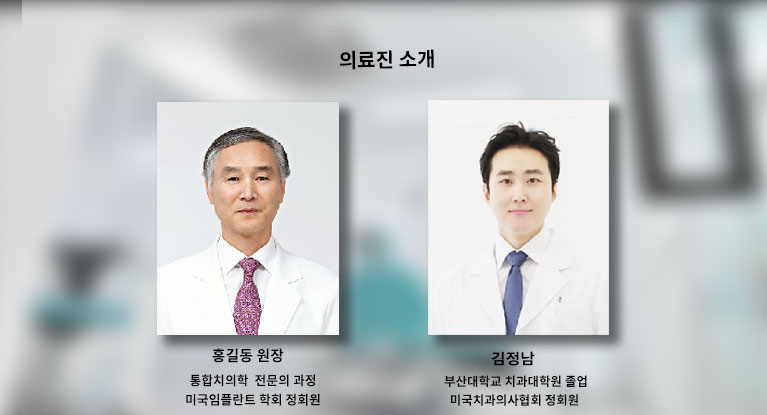 의료진 소개
홍길동 원장
통합치의학 전문의 과정
미국임플란트 학회 정회원
김정남
부산대학교 치과대학원 졸업
미국치과의사협회 정회원